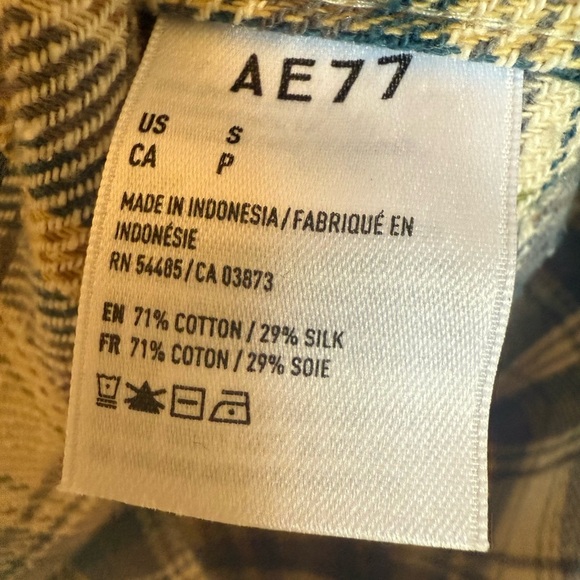 AE77
US S
CA P
MADE IN INDONESIA/FABRIQUÉ EN
INDONÉSIE
RN 54485/CA 03873
EN 71% COTTON / 29% SILK
FR 71% COTON / 29% SOIE